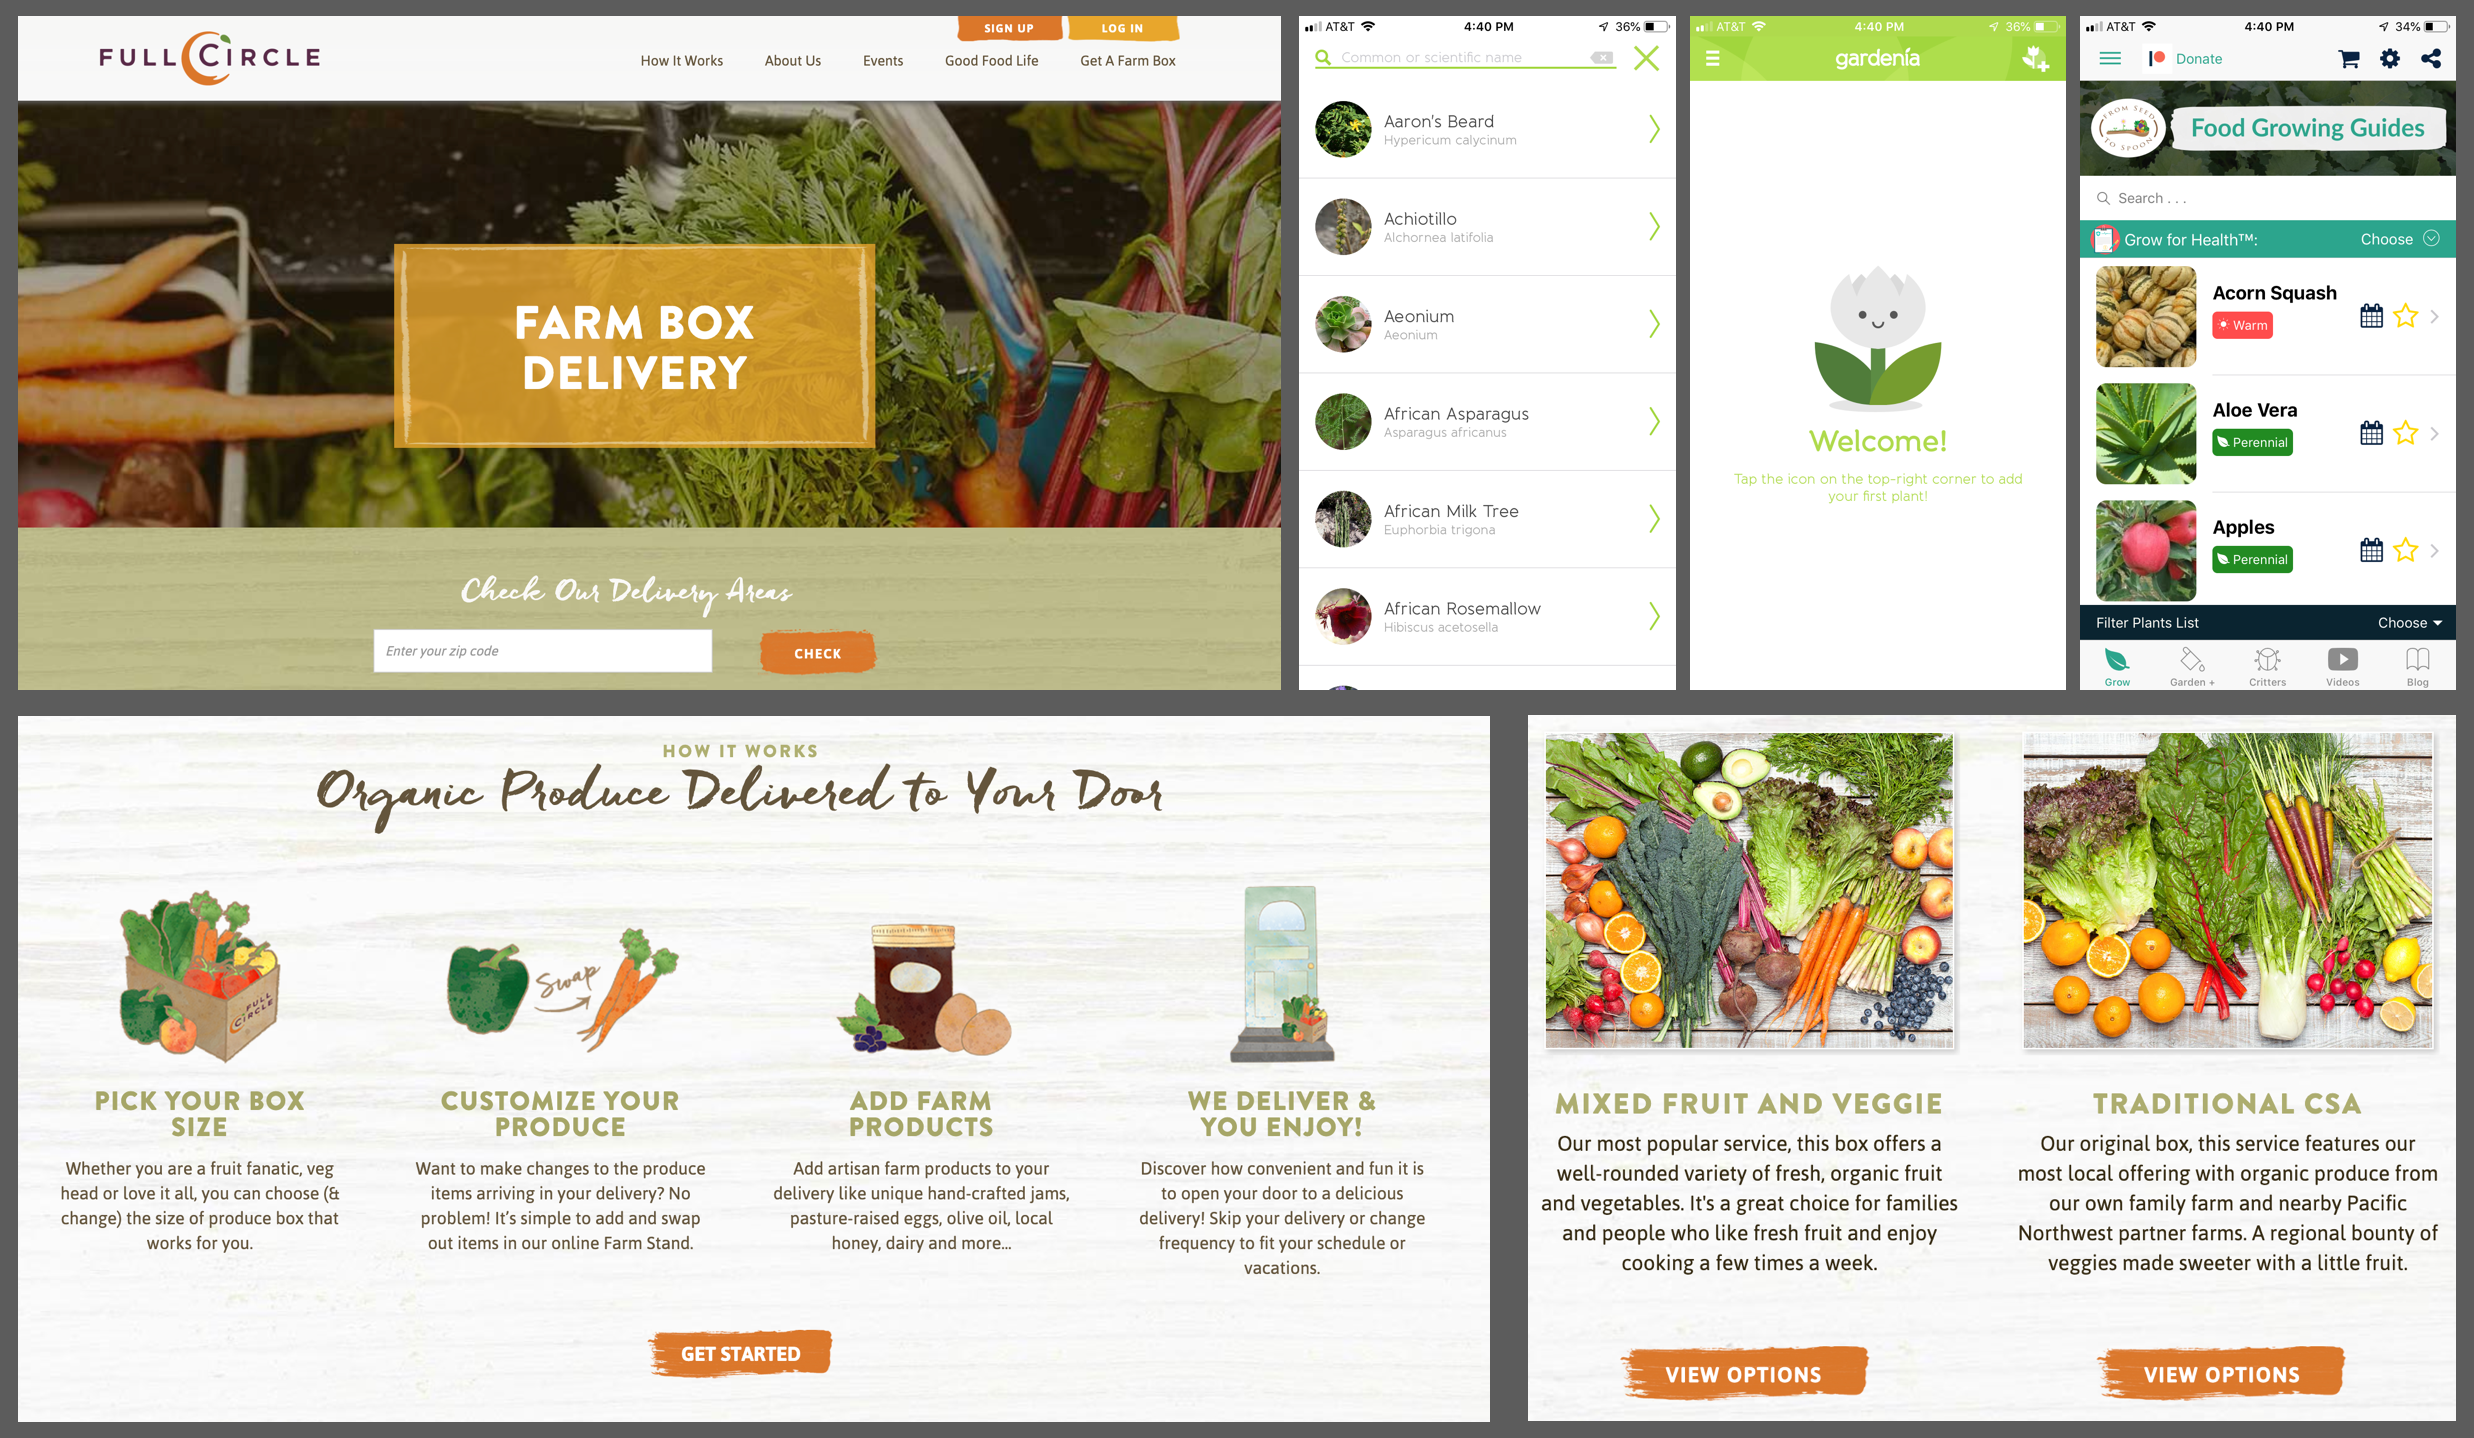 SIGN UP
LOG IN
FULL CIRCLE
How It Works
About Us
Events
Good Food Life
Get A Farm Box
FARM BOX
DELIVERY
Check Our Delivery Areas
Enter your zip code
CHECK
AT&T
4:40 PM
36%
Common or scientific name
Aaron's Beard
Hypericum calycinum
Achiotillo
Alchornea latifolia
Aeonium
Aeonium
African Asparagus
Asparagus africanus
African Milk Tree
Euphorbia trigona
African Rosemallow
Hibiscus acetosella
AT&T
4:40 PM
36%
gardenía
Welcome!
Tap the icon on the top-right corner to add
your first plant!
AT&T
4:40 PM
34%
Donate
FROM SEED
TO SPOON
Food Growing Guides
Search . . .
Grow for Health™:
Choose
Acorn Squash
Warm
Aloe Vera
Perennial
Apples
Perennial
Filter Plants List
Choose
Grow
Garden +
Critters
Videos
Blog
HOW IT WORKS
Organic Produce Delivered to Your Door
FULL
CIRCLE
Swap
PICK YOUR BOX
SIZE
Whether you are a fruit fanatic, veg
head or love it all, you can choose (&
change) the size of produce box that
works for you.
CUSTOMIZE YOUR
PRODUCE
Want to make changes to the produce
items arriving in your delivery? No
problem! It's simple to add and swap
out items in our online Farm Stand.
ADD FARM
PRODUCTS
Add artisan farm products to your
delivery like unique hand-crafted jams,
pasture-raised eggs, olive oil, local
honey, dairy and more...
WE DELIVER &
YOU ENJOY!
Discover how convenient and fun it is
to open your door to a delicious
delivery! Skip your delivery or change
frequency to fit your schedule or
vacations.
GET STARTED
MIXED FRUIT AND VEGGIE
Our most popular service, this box offers a
well-rounded variety of fresh, organic fruit
and vegetables. It's a great choice for families
and people who like fresh fruit and enjoy
cooking a few times a week.
VIEW OPTIONS
TRADITIONAL CSA
Our original box, this service features our
most local offering with organic produce from
our own family farm and nearby Pacific
Northwest partner farms. A regional bounty of
veggies made sweeter with a little fruit.
VIEW OPTIONS